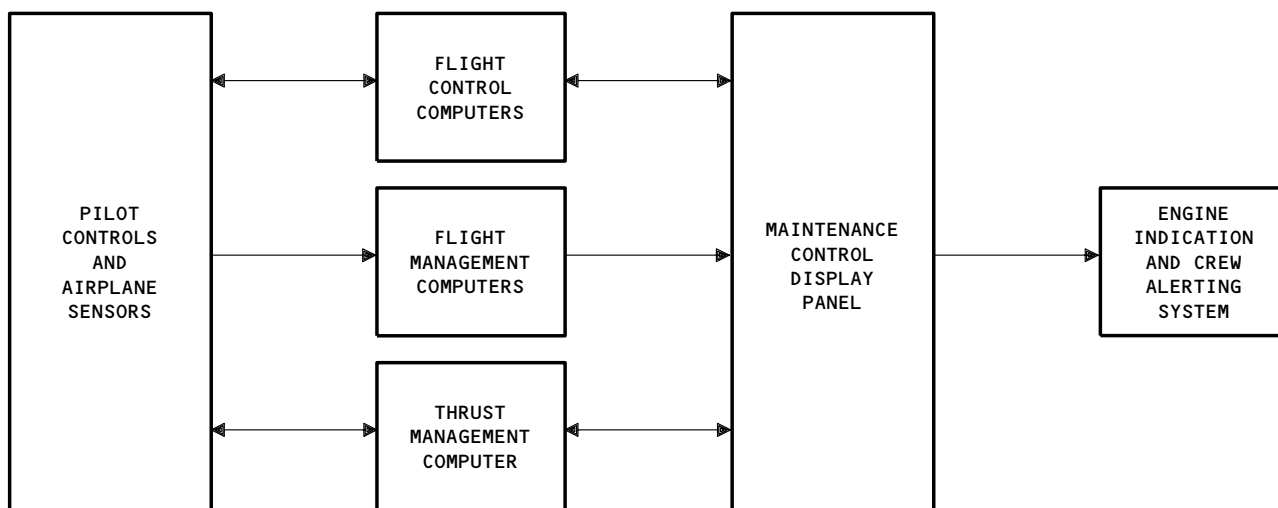 PILOT
CONTROLS
AND
AIRPLANE
SENSORS
FLIGHT
CONTROL
COMPUTERS
FLIGHT
MANAGEMENT
COMPUTERS
THRUST
MANAGEMENT
COMPUTER
MAINTENANCE
CONTROL
DISPLAY
PANEL
ENGINE
INDICATION
AND CREW
ALERTING
SYSTEM